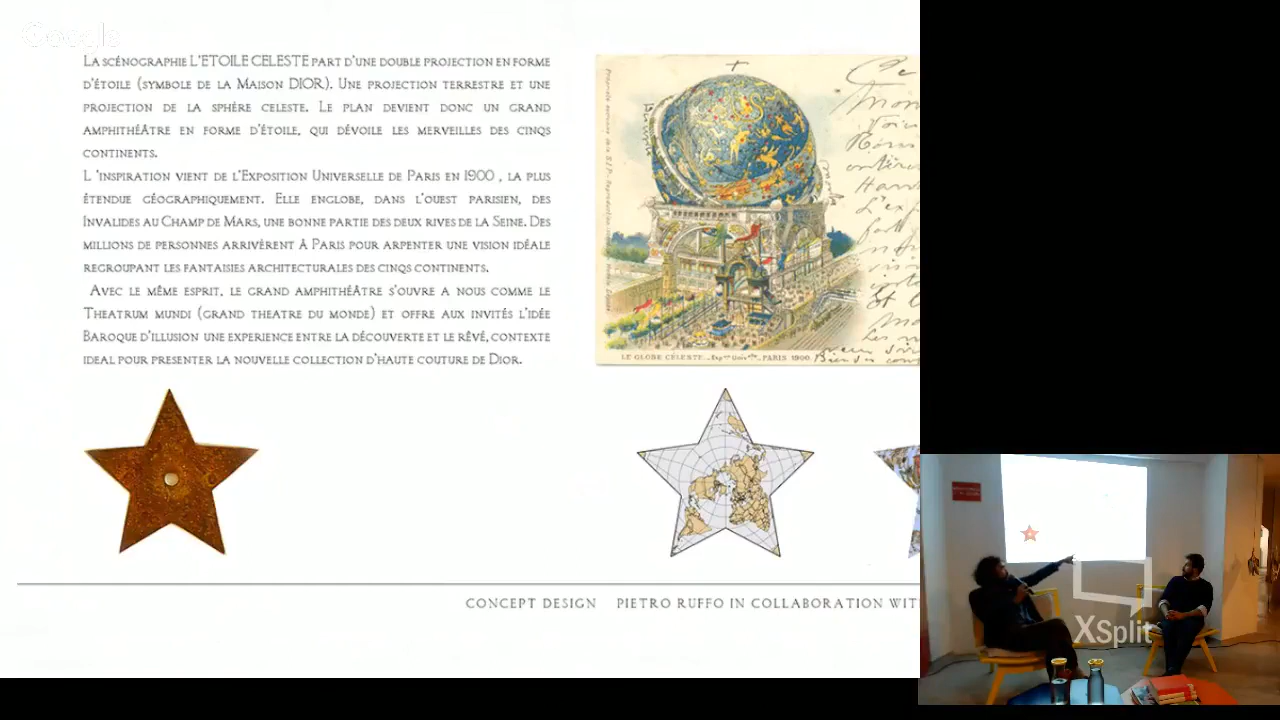 Google
LA SCÉNOGRAPHIE L'ETOILE CELESTE PART D'UNE DOUBLE PROJECTION EN FORME
D'ÉTOILE (SYMBOLE DE LA MAISON DIOR). UNE PROJECTION TERRESTRE ET UNE
PROJECTION DE LA SPHÈRE CELESTE. LE PLAN DEVIENT DONC UN GRAND
AMPHITHÉÂTRE EN FORME D'ÉTOILE, QUI DÉVOILE LES MERVEILLES DES CINQS
CONTINENTS.
L 'INSPIRATION VIENT DE L'EXPOSITION UNIVERSELLE DE PARIS EN 1900 , LA PLUS
ÉTENDUE GÉOGRAPHIQUEMENT. ELLE ENGLOBE, DANS L'OUEST PARISIEN, DES
INVALIDES AU CHAMP DE MARS, UNE BONNE PARTIE DES DEUX RIVES DE LA SEINE. DES
MILLIONS DE PERSONNES ARRIVÈRENT À PARIS POUR ARPENTER UNE VISION IDÉALE
REGROUPANT LES FANTAISIES ARCHITECTURALES DES CINQS CONTINENTS.
AVEC LE MÊME ESPRIT, LE GRAND AMPHITHÉÂTRE S'OUVRE A NOUS COMME LE
THEATRUM MUNDI (GRAND THEATRE DU MONDE) ET OFFRE AUX INVITÉS L'IDÉE
BAROQUE D'ILLUSION UNE EXPERIENCE ENTRE LA DÉCOUVERTE ET LE RÊVÉ, CONTEXTE
IDEAL POUR PRESENTER LA NOUVELLE COLLECTION D'HAUTE COUTURE DE DIOR.
LE GLOBE CÉLESTE. PARIS 1900
CONCEPT DESIGN PIETRO RUFFO IN COLLABORATION WIT
XSplit